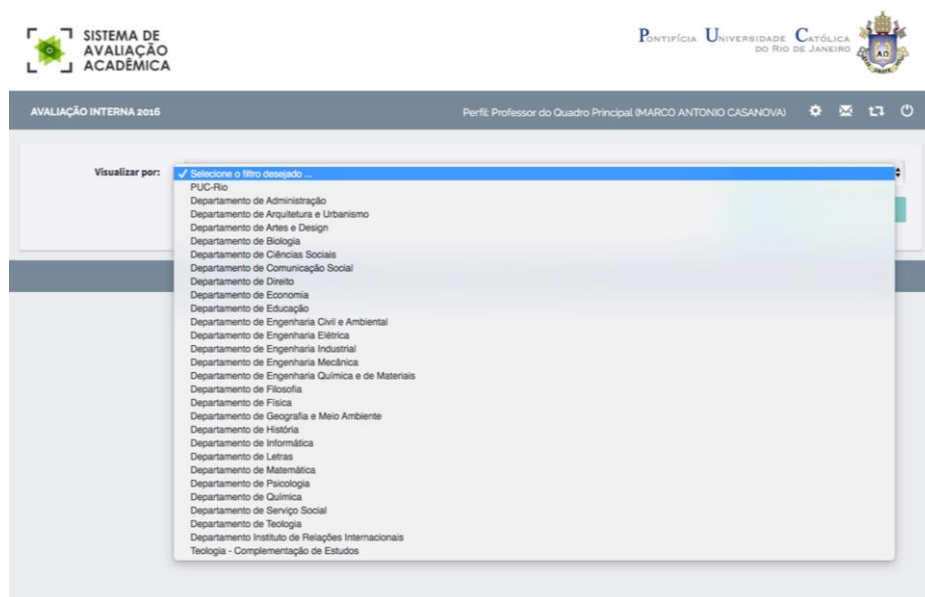 SISTEMA DE
AVALIAÇÃO
ACADÊMICA
PONTIFÍCIA UNIVERSIDADE CATÓLICA
DO RIO DE JANEIRO
AVALIAÇÃO INTERNA 2016
Perfil: Professor do Quadro Principal (MARCO ANTONIO CASANOVA)
Visualizar por:
✓ Selecione o filtro desejado ...
PUC-Rio
Departamento de Administração
Departamento de Arquitetura e Urbanismo
Departamento de Artes e Design
Departamento de Biologia
Departamento de Ciências Sociais
Departamento de Comunicação Social
Departamento de Direito
Departamento de Economia
Departamento de Educação
Departamento de Engenharia Civil e Ambiental
Departamento de Engenharia Elétrica
Departamento de Engenharia Industrial
Departamento de Engenharia Mecânica
Departamento de Engenharia Química e de Materiais
Departamento de Filosofia
Departamento de Física
Departamento de Geografia e Meio Ambiente
Departamento de História
Departamento de Informática
Departamento de Letras
Departamento de Matemática
Departamento de Psicologia
Departamento de Química
Departamento de Serviço Social
Departamento de Teologia
Departamento Instituto de Relações Internacionais
Teologia - Complementação de Estudos